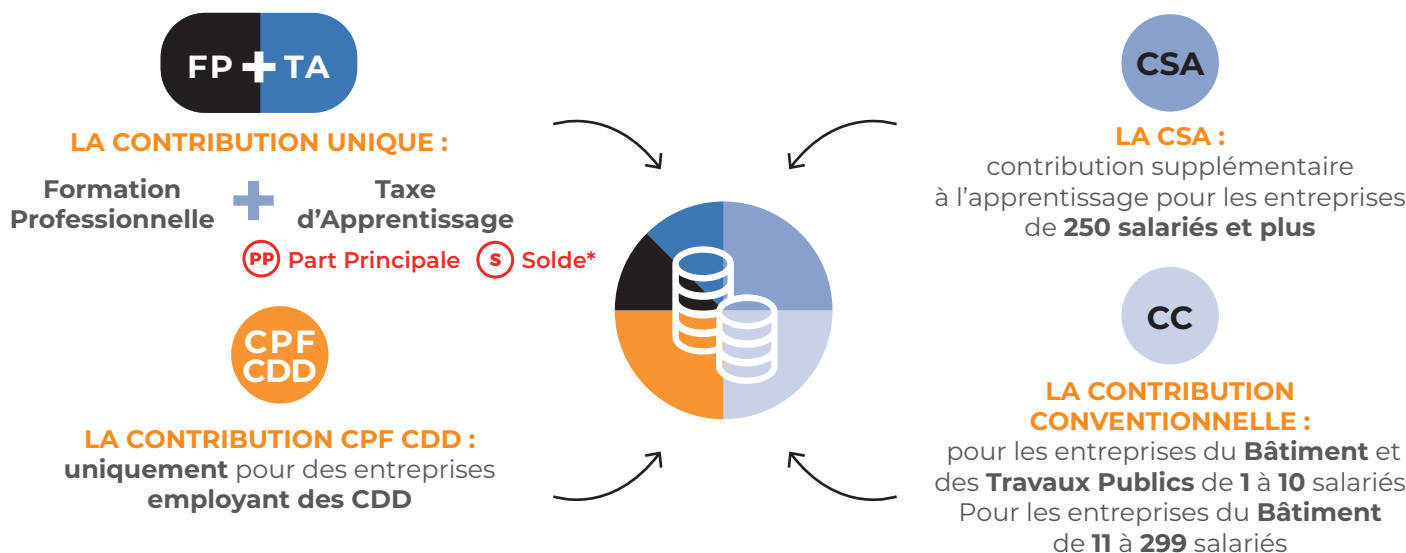 FP + TA
LA CONTRIBUTION UNIQUE :
Formation
Professionnelle
+
Taxe
d’Apprentissage
PP Part Principale
S Solde*
CPF
CDD
LA CONTRIBUTION CPF CDD :
uniquement pour des entreprises
employant des CDD
CSA
LA CSA :
contribution supplémentaire
à l’apprentissage pour les entreprises
de 250 salariés et plus
CC
LA CONTRIBUTION
CONVENTIONNELLE :
pour les entreprises du Bâtiment et
des Travaux Publics de 1 à 10 salariés
Pour les entreprises du Bâtiment
de 11 à 299 salariés